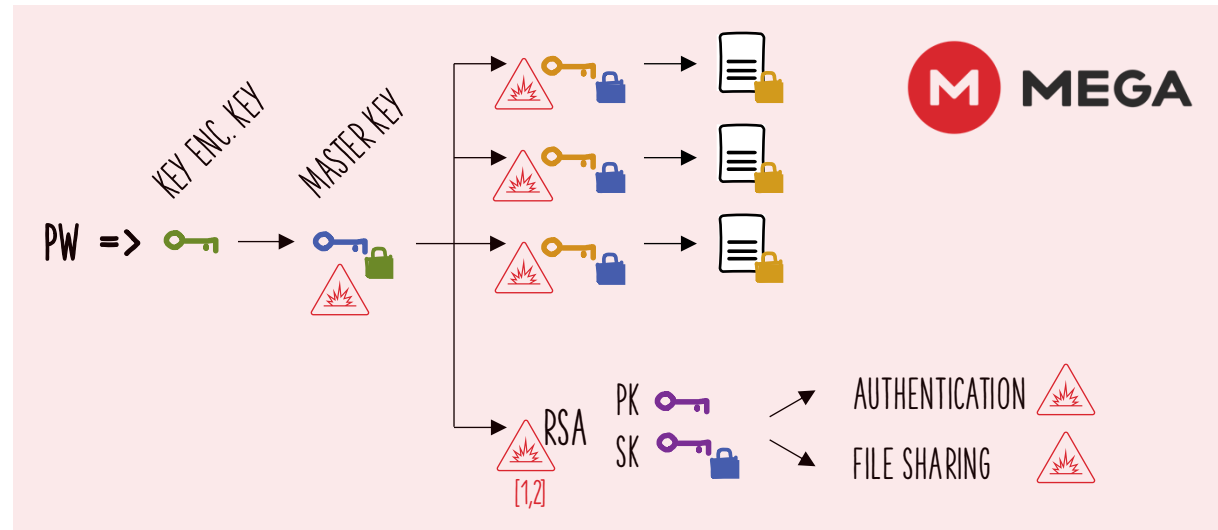 KEY ENC. KEY
MASTER KEY
PW =>
RSA
[1,2]
PK
SK
AUTHENTICATION
FILE SHARING
M MEGA